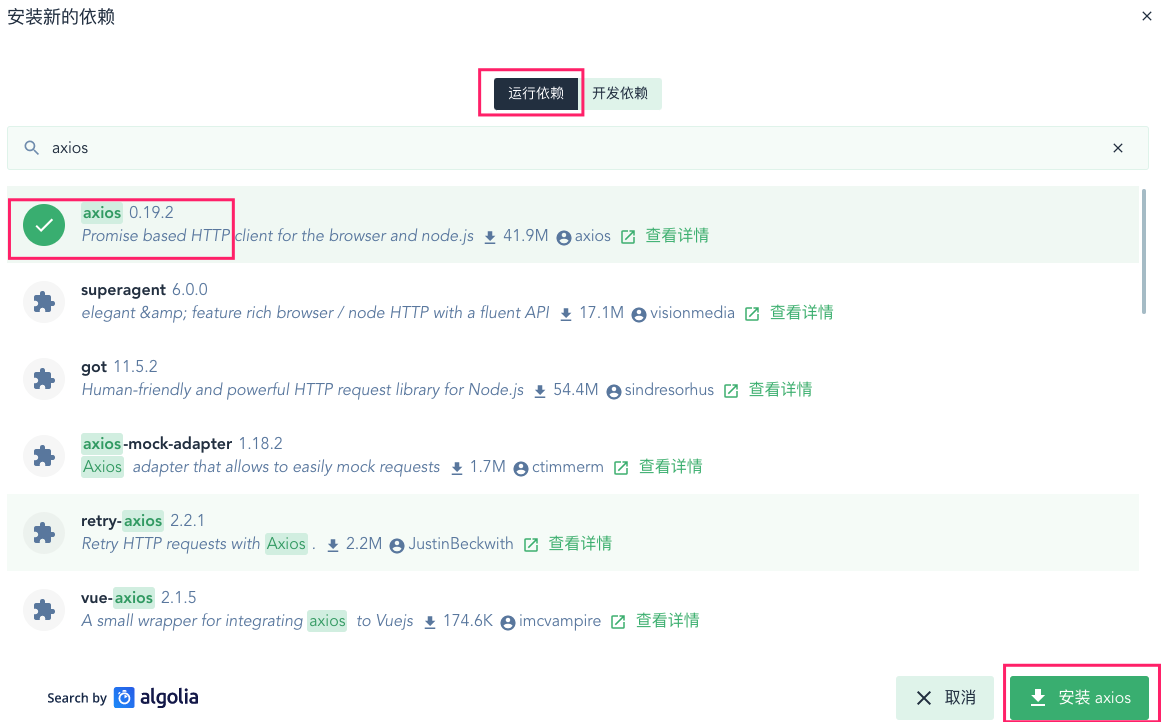 安装新的依赖
运行依赖 开发依赖
axios
axios 0.19.2
Promise based HTTP client for the browser and node.js 41.9M axios 查看详情
superagent 6.0.0
elegant &amp; feature rich browser / node HTTP with a fluent API 17.1M visionmedia 查看详情
got 11.5.2
Human-friendly and powerful HTTP request library for Node.js 54.4M sindresorhus 查看详情
axios-mock-adapter 1.18.2
Axios adapter that allows to easily mock requests 1.7M ctimmerm 查看详情
retry-axios 2.2.1
Retry HTTP requests with Axios . 2.2M JustinBeckwith 查看详情
vue-axios 2.1.5
A small wrapper for integrating axios to Vuejs 174.6K imcvampire 查看详情
Search by algolia 取消 安装 axios